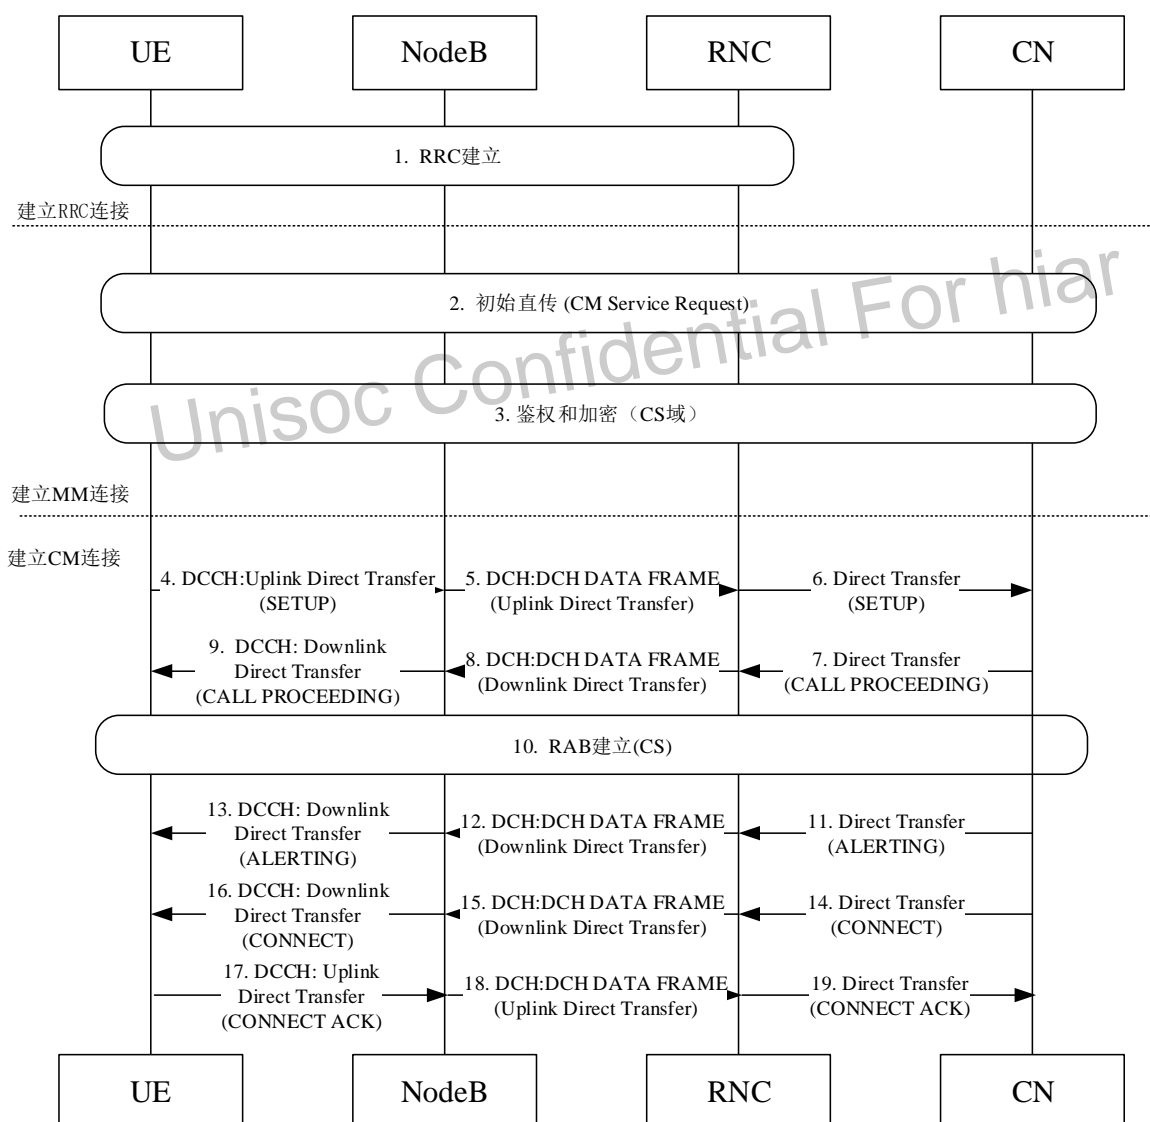 UE
NodeB
RNC
CN
1. RRC建立
建立RRC连接
2. 初始直传 (CM Service Request)
Unisoc Confidential For hiar
3. 鉴权和加密（CS域）
建立MM连接
建立CM连接
4. DCCH:Uplink Direct Transfer
(SETUP)
5. DCH:DCH DATA FRAME
(Uplink Direct Transfer)
6. Direct Transfer
(SETUP)
9. DCCH: Downlink
Direct Transfer
(CALL PROCEEDING)
8. DCH:DCH DATA FRAME
(Downlink Direct Transfer)
7. Direct Transfer
(CALL PROCEEDING)
10. RAB建立(CS)
13. DCCH: Downlink
Direct Transfer
(ALERTING)
12. DCH:DCH DATA FRAME
(Downlink Direct Transfer)
11. Direct Transfer
(ALERTING)
16. DCCH: Downlink
Direct Transfer
(CONNECT)
15. DCH:DCH DATA FRAME
(Downlink Direct Transfer)
14. Direct Transfer
(CONNECT)
17. DCCH: Uplink
Direct Transfer
(CONNECT ACK)
18. DCH:DCH DATA FRAME
(Uplink Direct Transfer)
19. Direct Transfer
(CONNECT ACK)
UE
NodeB
RNC
CN